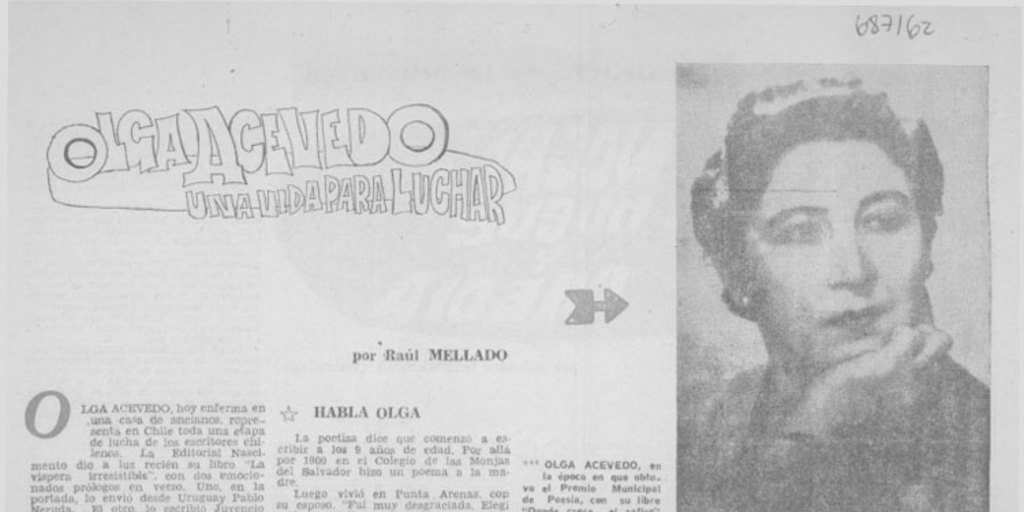 687/62
OLGA ACEVEDO
UNA VIDA PARA LUCHAR
por Raúl MELLADO
OLGA ACEVEDO, hoy enferma en
una casa de ancianos, repre-
senta en Chile toda una etapa
de lucha de los escritores chi-
lenos. La Editorial Nasci-
mento dio a luz recién su libro "La
víspera irresistible", con dos emocio-
nados prólogos en verso. Uno, en la
portada, lo envió desde Uruguay Pablo
Neruda. El otro, lo escribió Juvencio
☆ HABLA OLGA
La poetisa dice que comenzó a es-
cribir a los 9 años de edad. Por allá
por 1900 en el Colegio de las Monjas
del Salvador hizo un poema a la ma-
dre.
Luego vivió en Punta Arenas, con
su esposo. "Fui muy desgraciada. Elegí
*** OLGA ACEVEDO, en
la época en que obtu-
vo el Premio Municipal
de Poesía, con su libro
"Donde crece el zafiro".